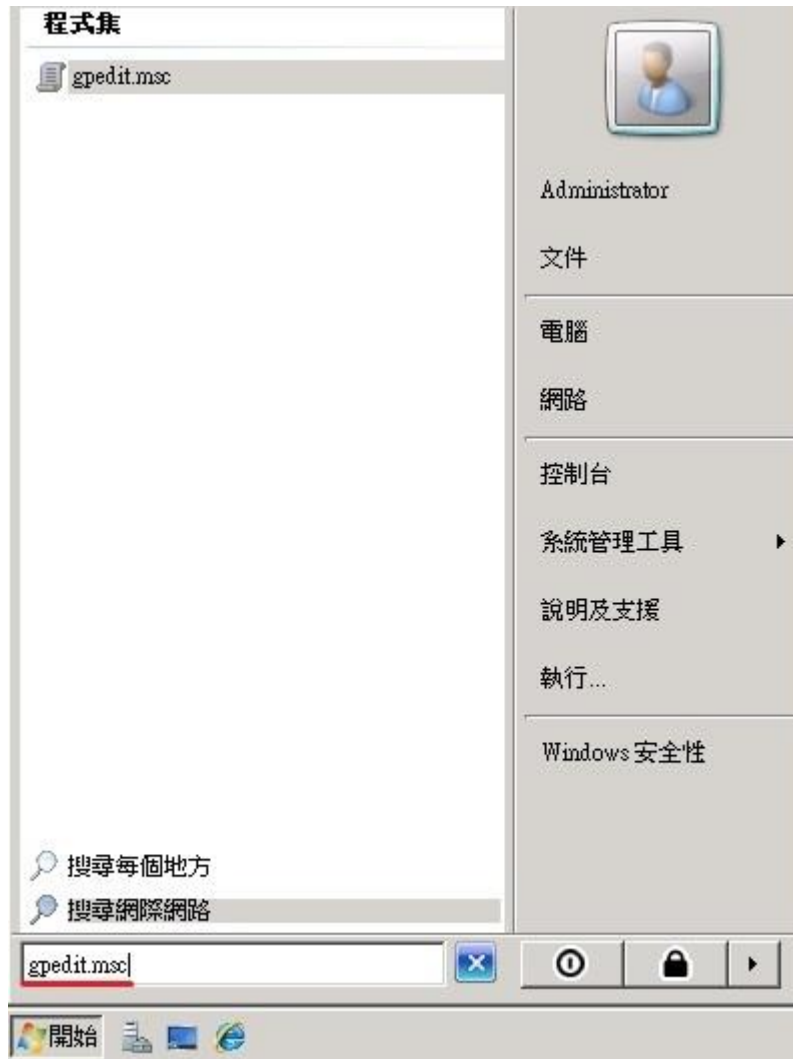 程式集
gpedit.msc
Administrator
文件
電腦
網路
控制台
系統管理工具
說明及支援
執行...
Windows 安全性
搜尋每個地方
搜尋網際網路
gpedit.msc
開始